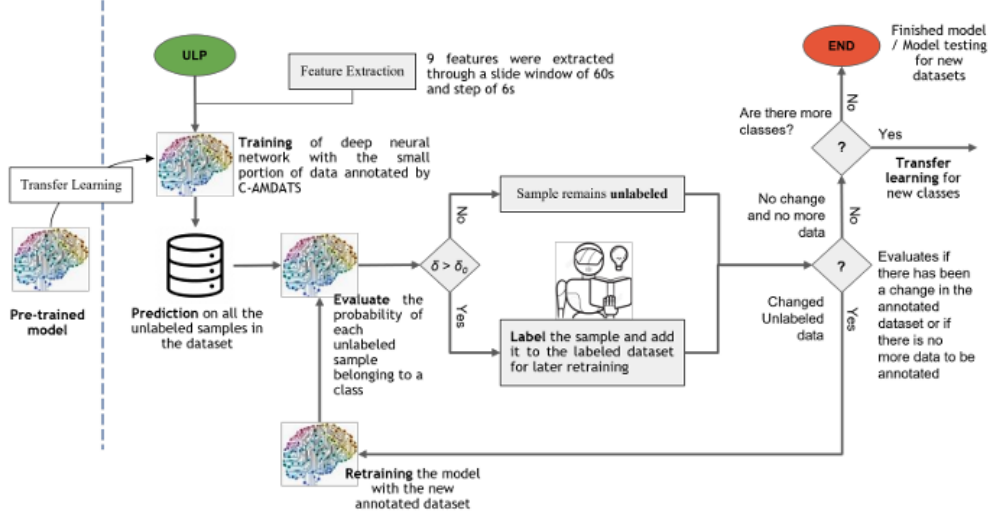 ULP
Feature Extraction
9 features were extracted
through a slide window of 60s
and step of 6s
Training of deep neural
network with the small
portion of data annotated by
C-AMDATS
Transfer Learning
Pre-trained
model
Prediction on all the
unlabeled samples in
the dataset
Evaluate the
probability of
each
unlabeled
sample
belonging to a
class
δ > δₒ
No
Yes
Sample remains unlabeled
Label the sample and add
it to the labeled dataset
for later retraining
Retraining the model
with the new
annotated dataset
END
Finished model
/ Model testing
for new
datasets
No
Are there more
classes?
?
Yes
Transfer
learning for
new classes
No change
and no more
data
No
?
Changed
Unlabeled
data
Yes
Evaluates if
there has been
a change in the
annotated
dataset or if
there is no
more data to be
annotated